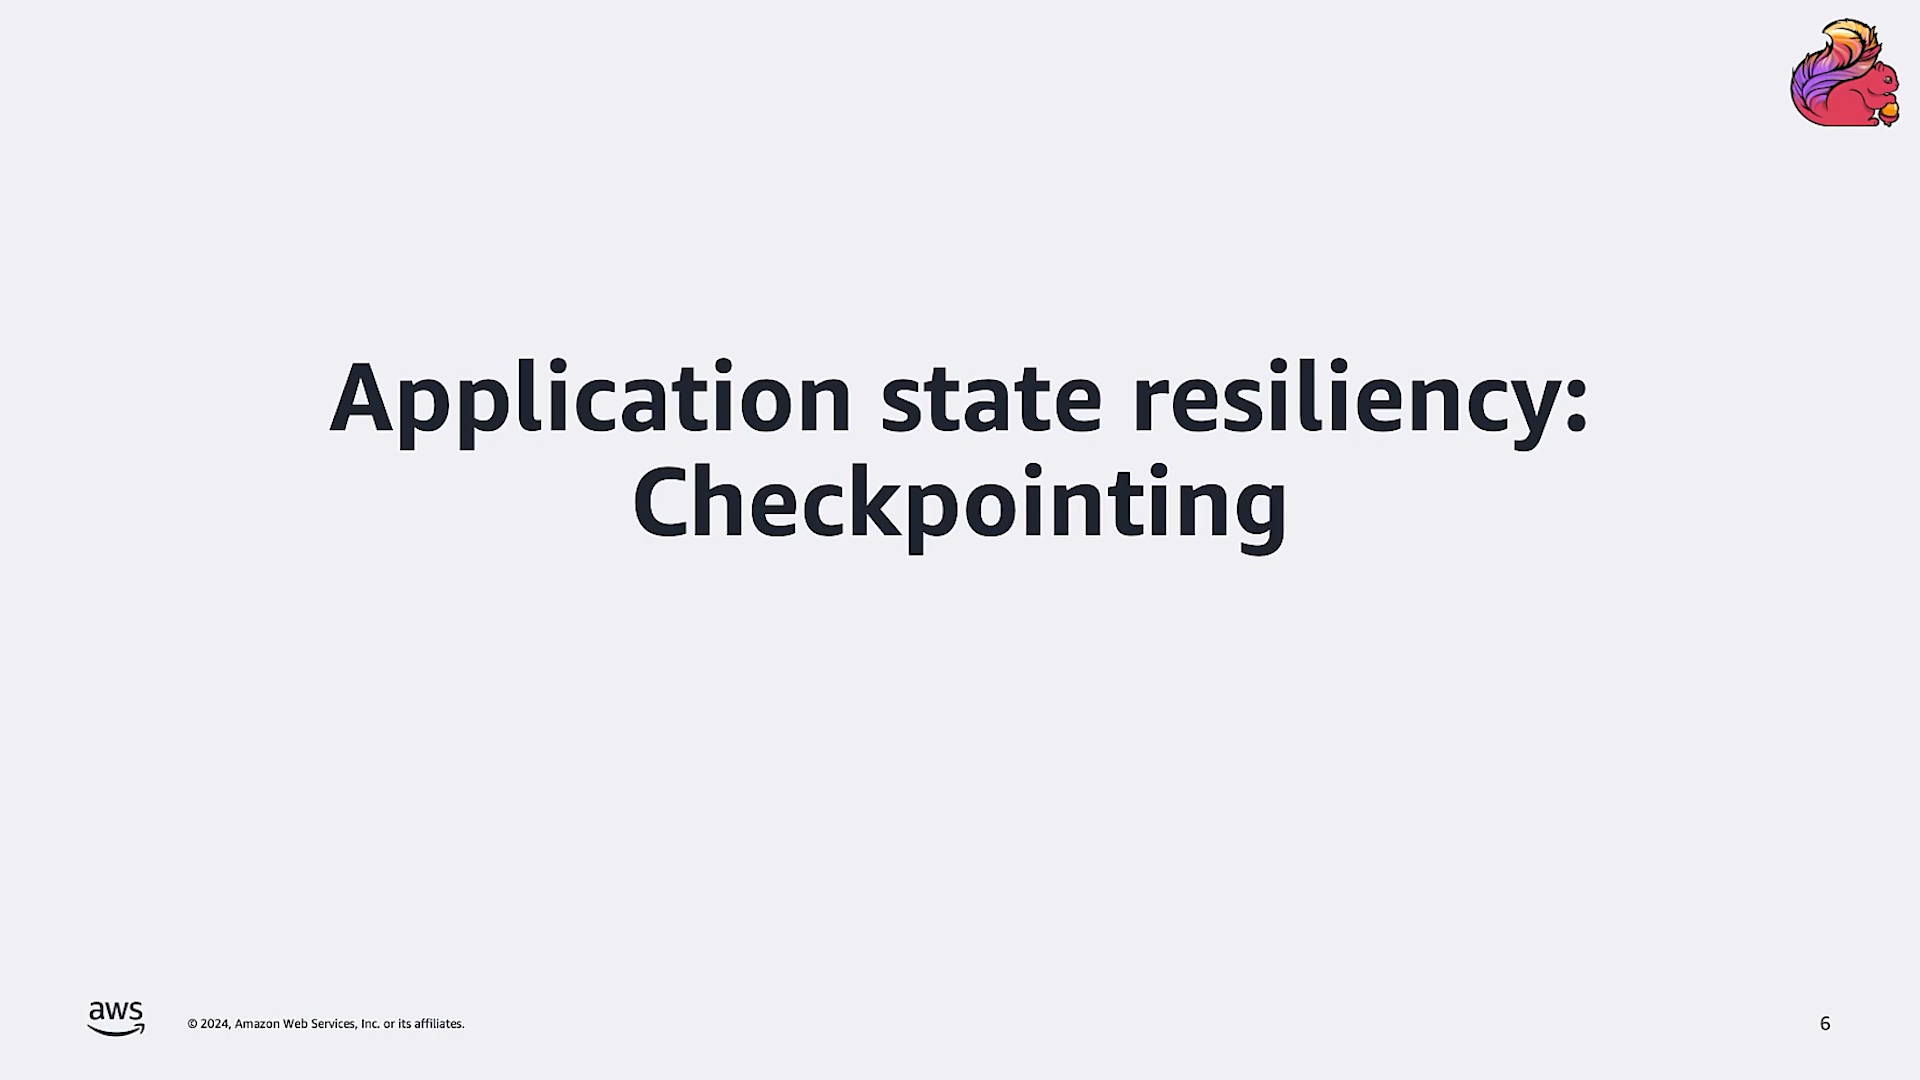 Application state resiliency:
Checkpointing
aws
© 2024, Amazon Web Services, Inc. or its affiliates.
6